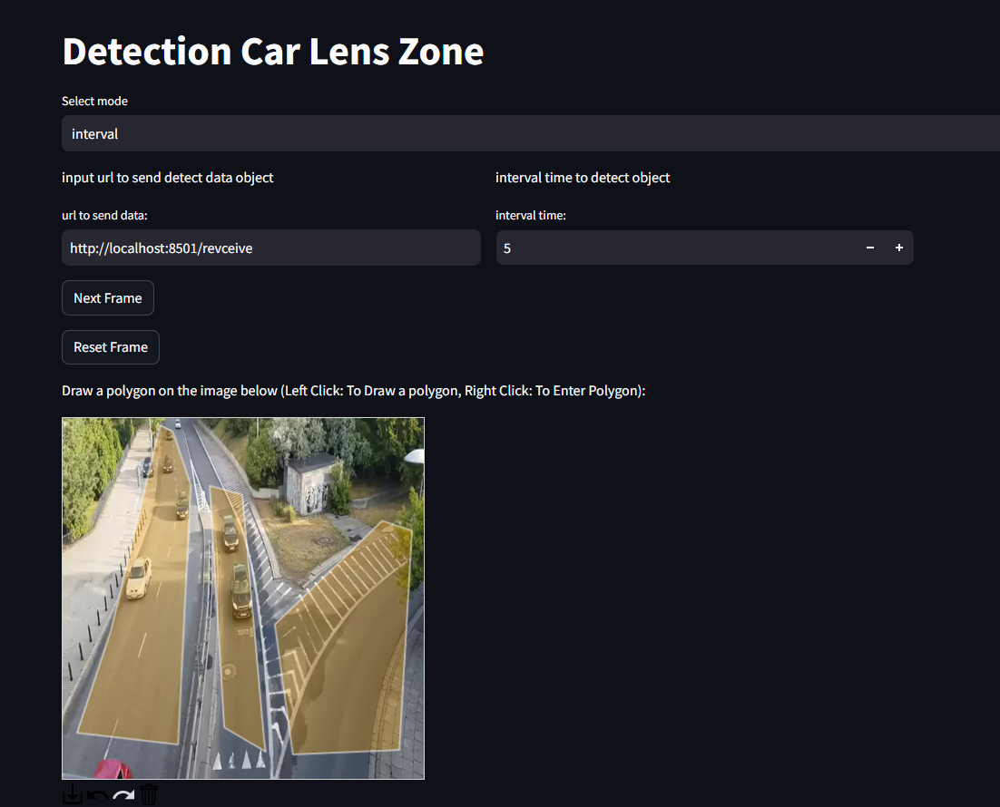 Detection Car Lens Zone
Select mode
interval
input url to send detect data object
interval time to detect object
url to send data:
interval time:
http://localhost:8501/revceive
5
Next Frame
Reset Frame
Draw a polygon on the image below (Left Click: To Draw a polygon, Right Click: To Enter Polygon):